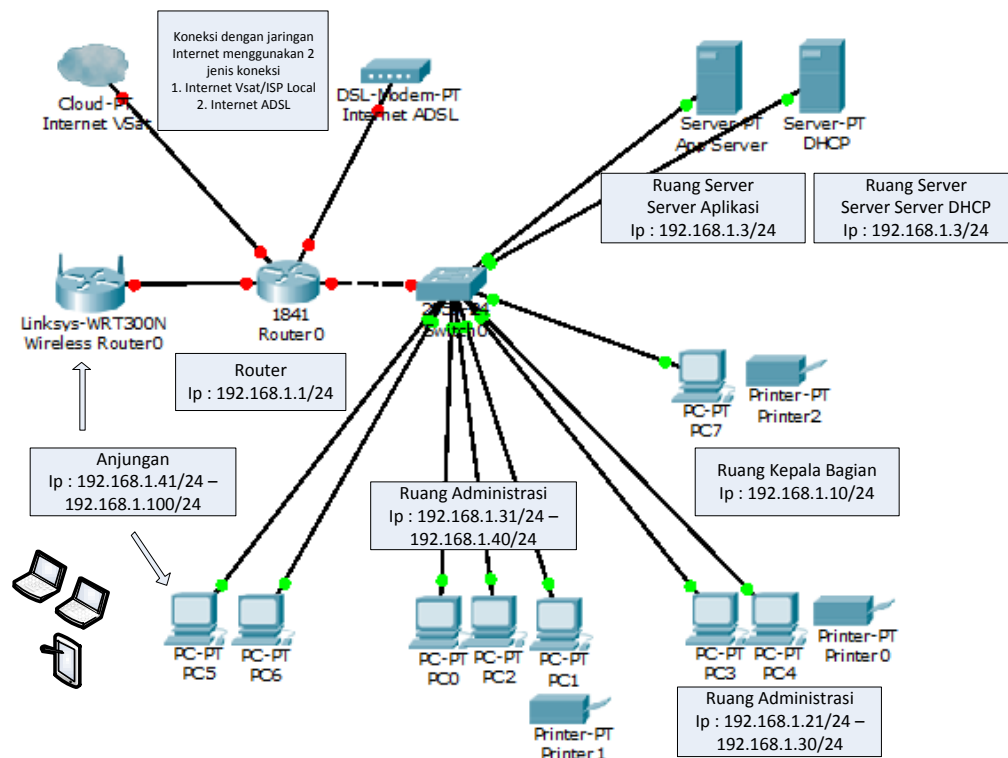 Koneksi dengan jaringan
Internet menggunakan 2
jenis koneksi
1. Internet Vsat/ISP Local
2. Internet ADSL
Cloud-PT
Internet VSat
DSL-Modem-PT
Internet ADSL
Server-PT
App Server
Server-PT
DHCP
Ruang Server
Server Aplikasi
Ip : 192.168.1.3/24
Ruang Server
Server Server DHCP
Ip : 192.168.1.3/24
Linksys-WRT300N
Wireless Router0
1841
Router0
Switch0
Router
Ip : 192.168.1.1/24
PC-PT
PC7
Printer-PT
Printer2
Anjungan
Ip : 192.168.1.41/24 –
192.168.1.100/24
Ruang Administrasi
Ip : 192.168.1.31/24 –
192.168.1.40/24
Ruang Kepala Bagian
Ip : 192.168.1.10/24
PC-PT
PC5
PC-PT
PC6
PC-PT
PC0
PC-PT
PC2
PC-PT
PC1
PC-PT
PC3
PC-PT
PC4
Printer-PT
Printer0
Printer-PT
Printer1
Ruang Administrasi
Ip : 192.168.1.21/24 –
192.168.1.30/24